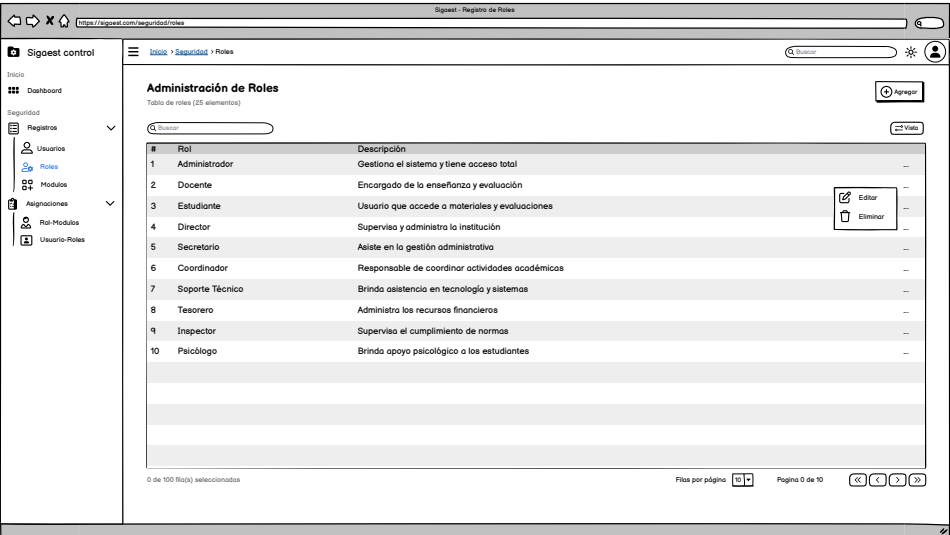 Sigaest - Registro de Roles
https://sigaest.com/seguridad/roles
Sigaest control
Inicio > Seguridad > Roles
Buscar
Inicio
Dashboard
Seguridad
Registros
Usuarios
Roles
Modulos
Asignaciones
Rol-Modulos
Usuario-Roles
Administración de Roles
Tabla de roles (25 elementos)
Agregar
Buscar
Vista
# Rol Descripción
1 Administrador Gestiona el sistema y tiene acceso total ...
2 Docente Encargado de la enseñanza y evaluación ...
3 Estudiante Usuario que accede a materiales y evaluaciones ...
4 Director Supervisa y administra la institución ...
5 Secretario Asiste en la gestión administrativa ...
6 Coordinador Responsable de coordinar actividades académicas ...
7 Soporte Técnico Brinda asistencia en tecnología y sistemas ...
8 Tesorero Administra los recursos financieros ...
9 Inspector Supervisa el cumplimiento de normas ...
10 Psicólogo Brinda apoyo psicológico a los estudiantes ...
Editar
Eliminar
0 de 100 fila(s) seleccionadas
Filas por página 10 Pagina 0 de 10